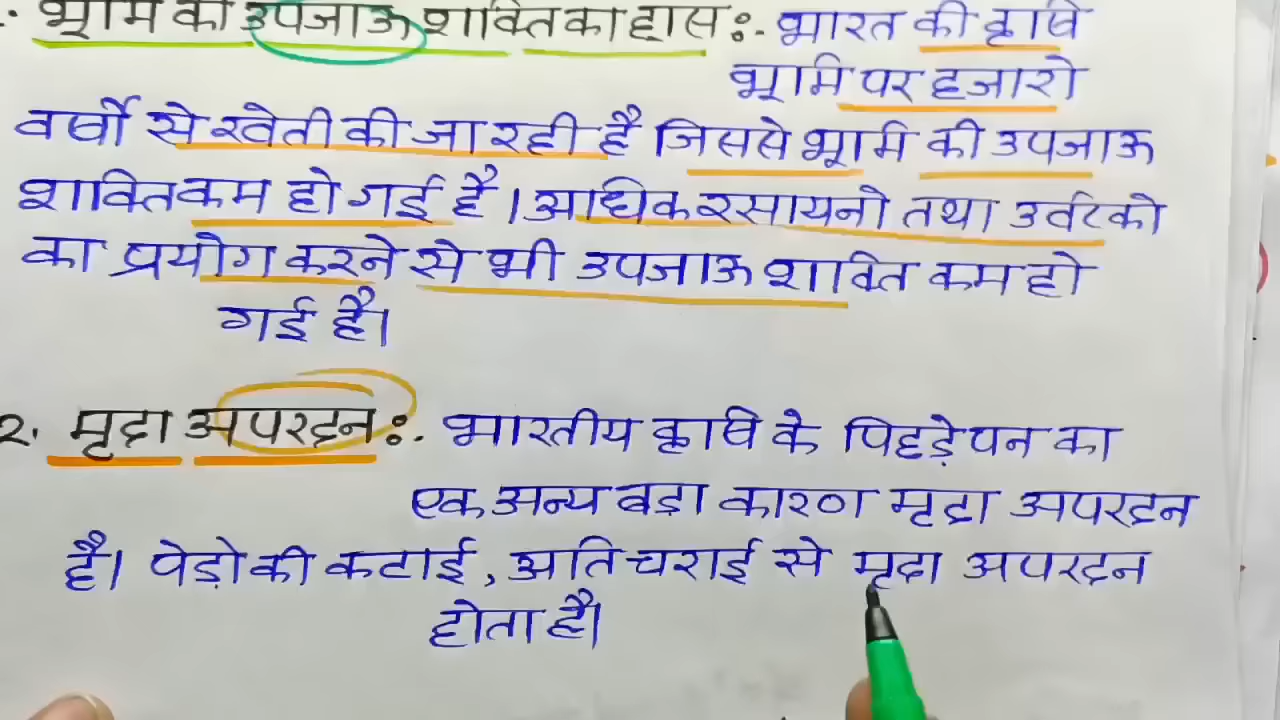 भूमि की उपजाऊ शक्ति का ह्रास :- भारत की कृषि
भूमि पर हजारो
वर्षो से खेती की जा रही है जिससे भूमि की उपजाऊ
शक्ति कम हो गई है। अधिक रसायनो तथा उर्वरको
का प्रयोग करने से भी उपजाऊ शक्ति कम हो
गई है।
2. मृदा अपरदन :- भारतीय कृषि के पिछड़ेपन का
एक अन्य बड़ा कारण मृदा अपरदन
है। पेड़ो की कटाई, अति चराई से मृदा अपरदन
होता है।